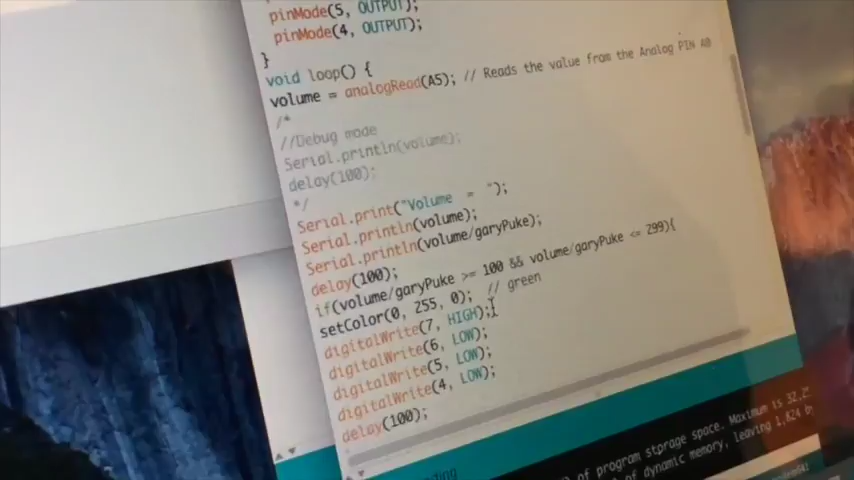 pinMode(5, OUTPUT);
pinMode(4, OUTPUT);
}
void loop() {
volume = analogRead(A5); // Reads the value from the Analog PIN A0
/*
//Debug mode
Serial.println(volume);
delay(100);
*/
Serial.print("Volume = ");
Serial.println(volume);
Serial.println(volume/garyPuke);
delay(100);
if(volume/garyPuke >= 100 && volume/garyPuke <= 299){
setColor(0, 255, 0); // green
digitalWrite(7, HIGH);
digitalWrite(6, LOW);
digitalWrite(5, LOW);
digitalWrite(4, LOW);
delay(100);
of program storage space. Maximum is 32,2
of dynamic memory, leaving 1,824 b